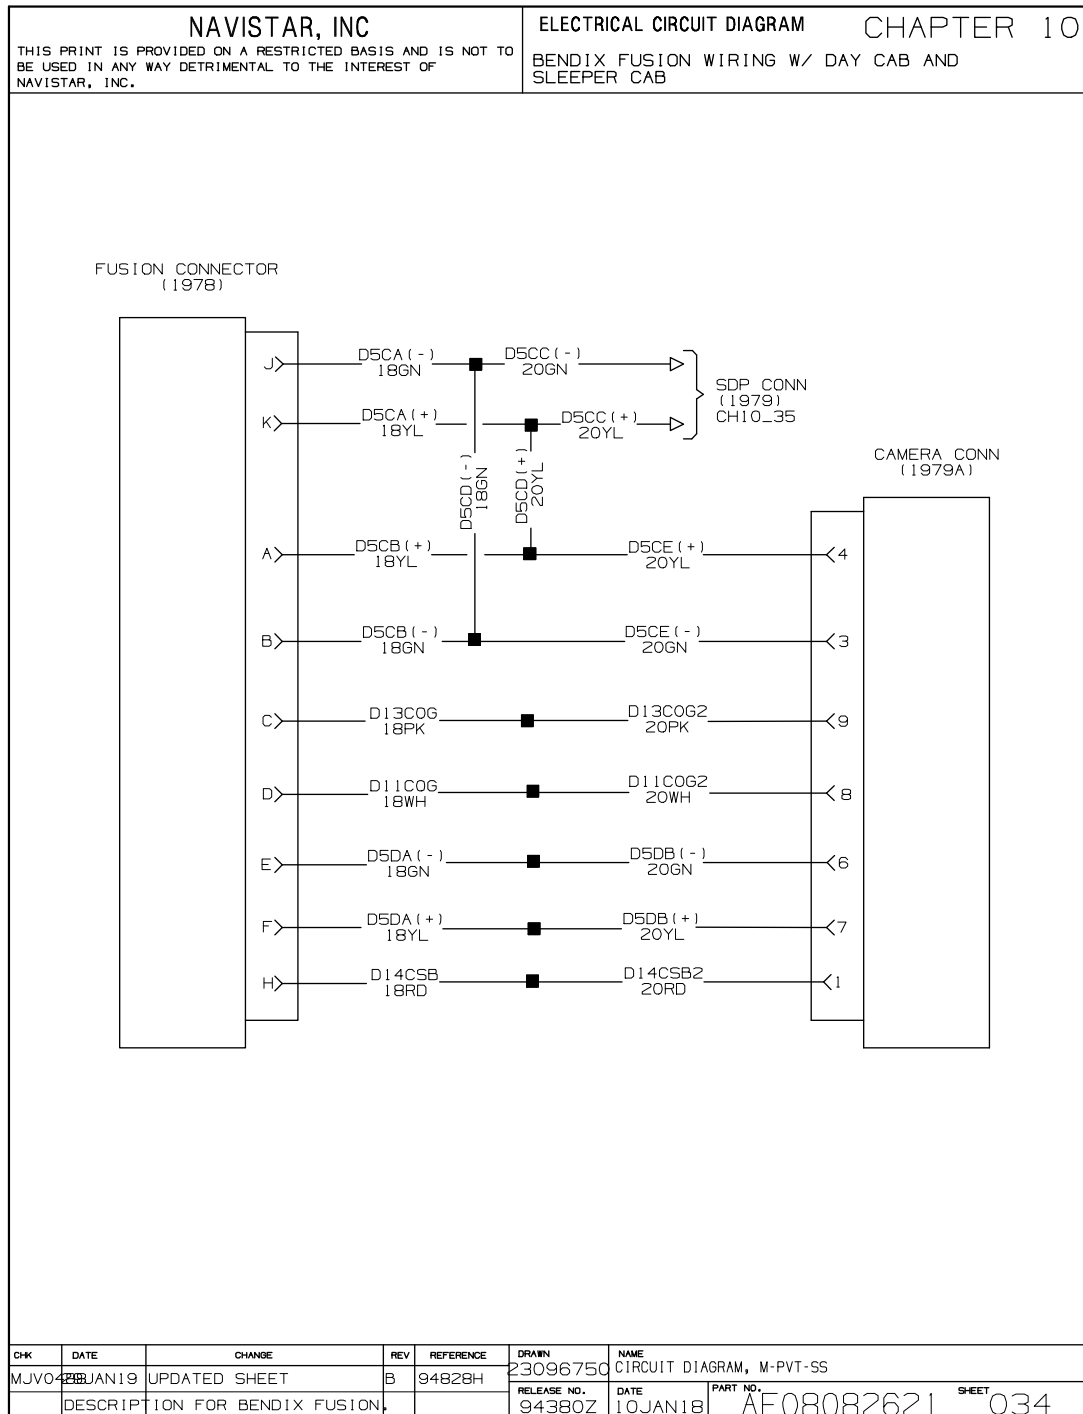 NAVISTAR, INC
THIS PRINT IS PROVIDED ON A RESTRICTED BASIS AND IS NOT TO
BE USED IN ANY WAY DETRIMENTAL TO THE INTEREST OF
NAVISTAR, INC.
ELECTRICAL CIRCUIT DIAGRAM CHAPTER 10
BENDIX FUSION WIRING W/ DAY CAB AND
SLEEPER CAB
FUSION CONNECTOR
(1978)
J D5CA(-) D5CC(-)
18GN 20GN
SDP CONN
(1979)
CH10_35
K D5CA(+) D5CC(+)
18YL 20YL
D5CD(-)
18GN
D5CD(+)
20YL
CAMERA CONN
(1979A)
A D5CB(+) D5CE(+) 4
18YL 20YL
B D5CB(-) D5CE(-) 3
18GN 20GN
C D13COG D13COG2 9
18PK 20PK
D D11COG D11COG2 8
18WH 20WH
E D5DA(-) D5DB(-) 6
18GN 20GN
F D5DA(+) D5DB(+) 7
18YL 20YL
H D14CSB D14CSB2 1
18RD 20RD
CHK DATE CHANGE REV REFERENCE DRAWN NAME
UPDATED SHEET B 94828H 23096750 CIRCUIT DIAGRAM, M-PVT-SS
DESCRIPTION FOR BENDIX FUSION.
RELEASE NO. DATE PART NO. SHEET
94380Z 10JAN18 AF08082621 034